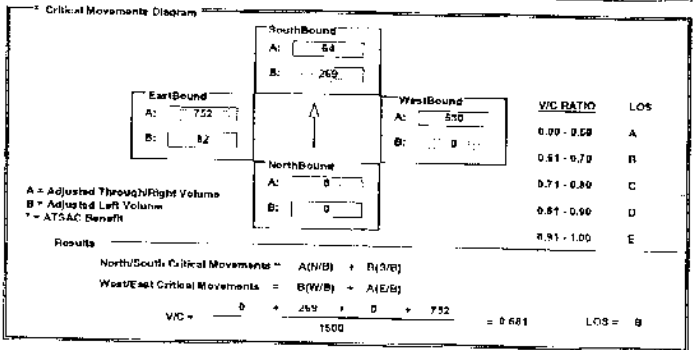 Critical Movements Diagram
SouthBound
A: 64
B: 269
EastBound
A: 752
B: 82
WestBound
A:
B: 0
V/C RATIO LOS
0.00 - 0.60 A
0.61 - 0.70 B
0.71 - 0.80 C
0.81 - 0.90 D
0.91 - 1.00 E
NorthBound
A: 0
B: 0
A = Adjusted Through/Right Volume
B = Adjusted Left Volume
* = ATSAC Benefit
Results
North/South Critical Movements = A(N/B) + B(S/B)
West/East Critical Movements = B(W/B) + A(E/B)
V/C = 0 + 269 + 0 + 752 = 0.681 LOS = B
1500